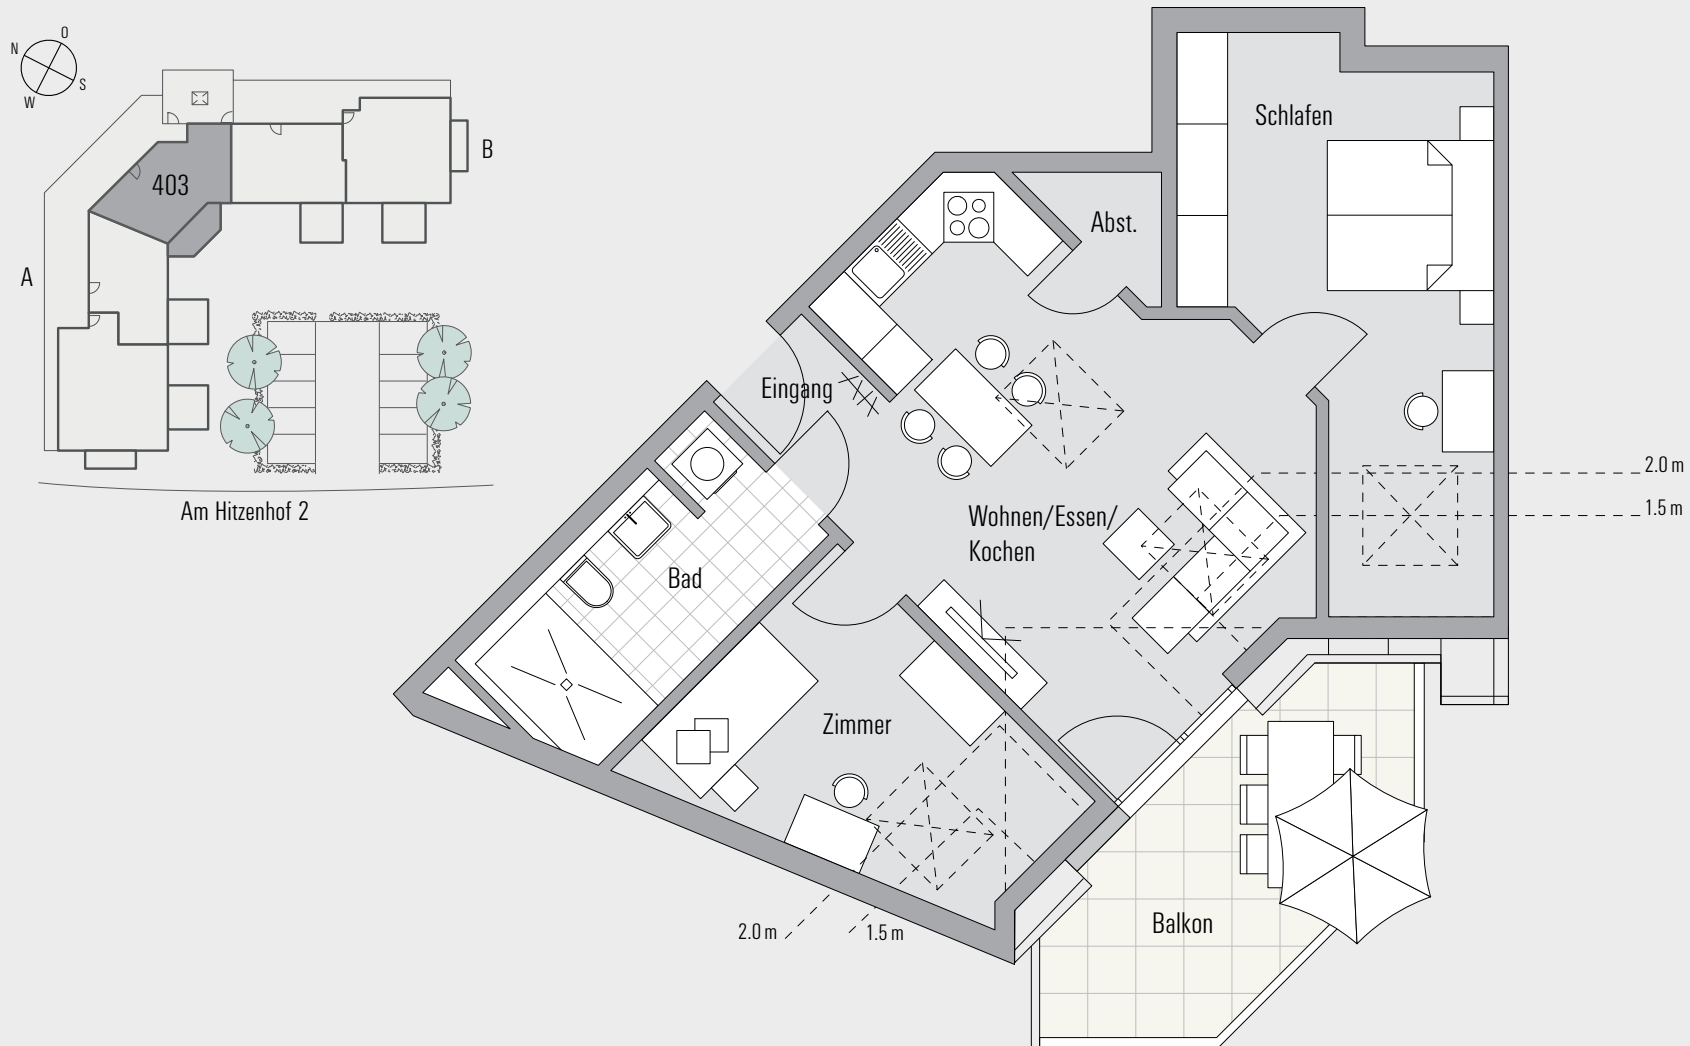 O
N
S
W
403
B
A
Am Hitzenhof 2
Schlafen
Abst.
Eingang
Wohnen/Essen/
Kochen
2.0 m
1.5 m
Bad
Zimmer
2.0 m
1.5 m
Balkon